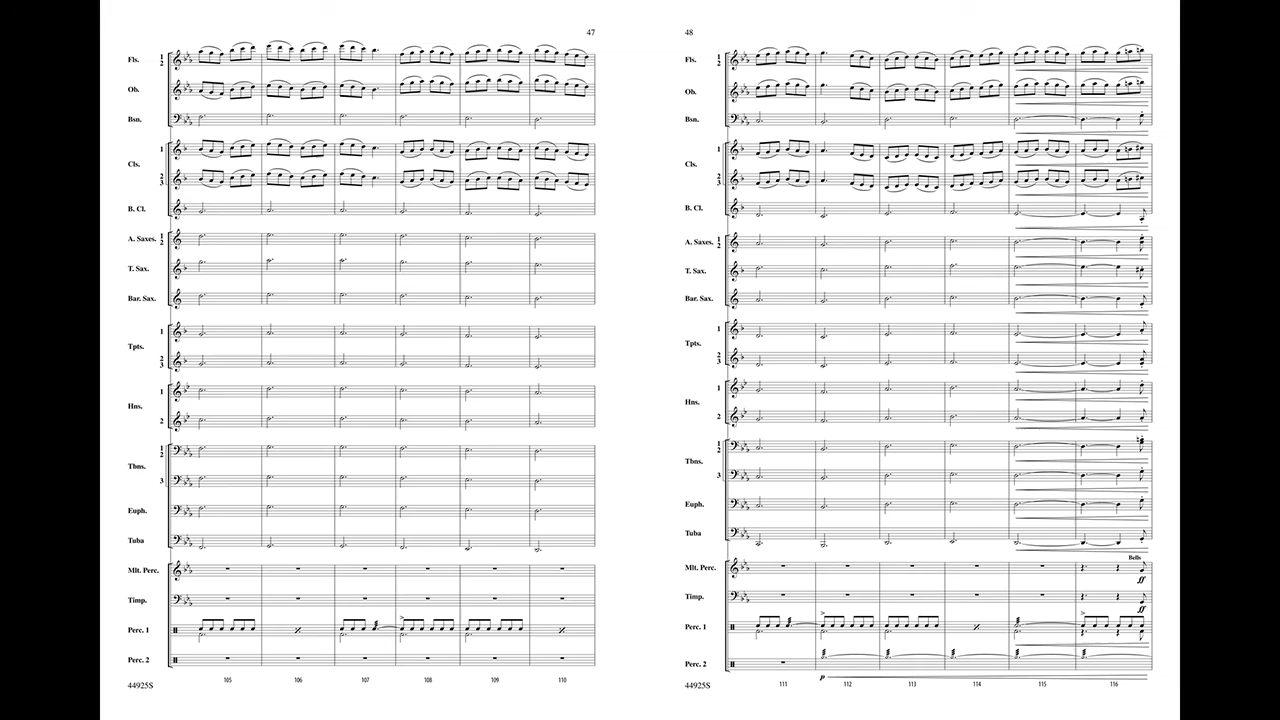 47
Fls. 1 2
Ob.
Bsn.
1
Cls.
2 3
B. Cl.
A. Saxes. 1 2
T. Sax.
Bar. Sax.
1
Tpts.
2 3
1
Hns.
2
1 2
Tbns.
3
Euph.
Tuba
Mlt. Perc.
Timp.
Perc. 1
Perc. 2
44925S 105 106 107 108 109 110
48
Fls. 1 2
Ob.
Bsn.
1
Cls.
2 3
B. Cl.
A. Saxes. 1 2
T. Sax.
Bar. Sax.
1
Tpts.
2 3
1
Hns.
2
1 2
Tbns.
3
Euph.
Tuba
Bells
Mlt. Perc.
ff
Timp.
ff
Perc. 1
Perc. 2
p
44925S 111 112 113 114 115 116